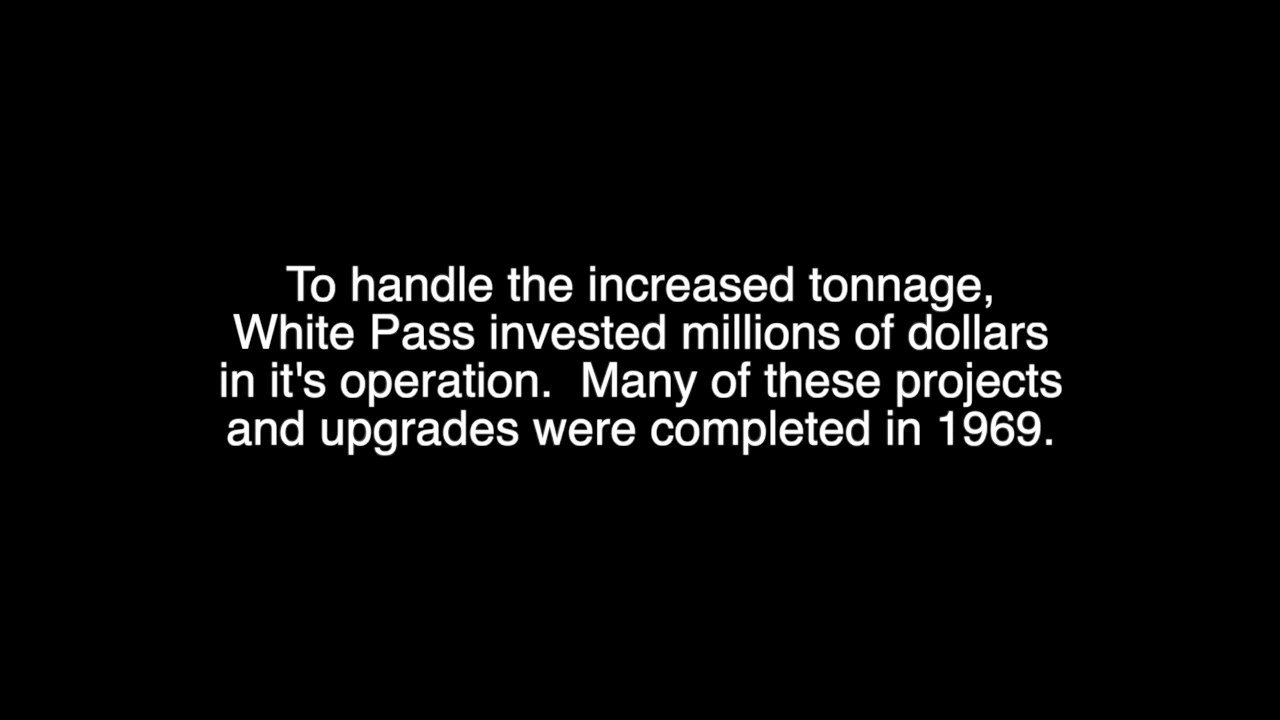 To handle the increased tonnage,
White Pass invested millions of dollars
in it's operation.  Many of these projects
and upgrades were completed in 1969.